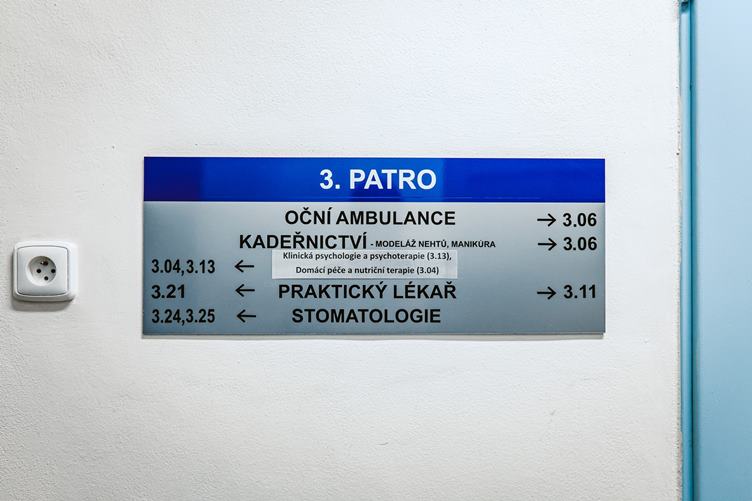 3. PATRO
OČNÍ AMBULANCE → 3.06
KADEŘNICTVÍ - MODELÁŽ NEHTŮ, MANIKÚRA → 3.06
Klinická psychologie a psychoterapie (3.13),
3.04,3.13 ←
Domácí péče a nutriční terapie (3.04)
3.21 ← PRAKTICKÝ LÉKAŘ → 3.11
3.24,3.25 ← STOMATOLOGIE